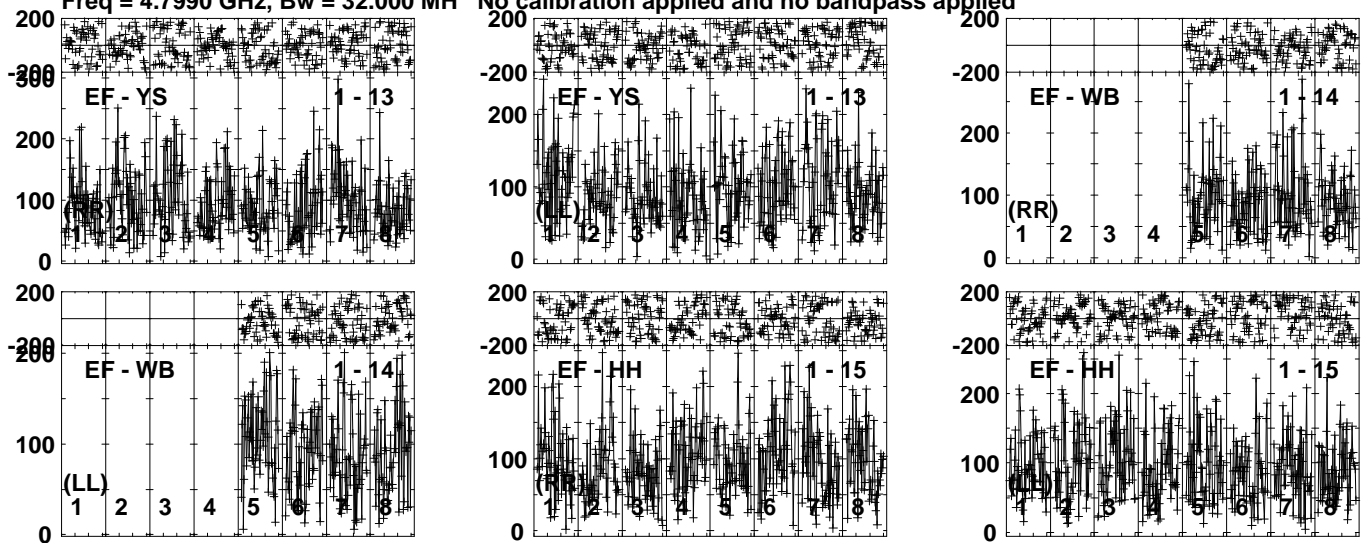 Freq = 4.7990 GHz, Bw = 32.000 MH No calibration applied and no bandpass applied
200
-200
300
EF - YS 1 - 13
200
100
(RR)
1 2 3 4 5 6 7 8
0
200
-200
EF - YS 1 - 13
200
100
(LL)
1 2 3 4 5 6 7 8
0
200
-200
EF - WB 1 - 14
200
100
(RR)
1 2 3 4 5 6 7 8
0
200
-200
200
EF - WB 1 - 14
100
(LL)
1 2 3 4 5 6 7 8
0
200
-200
EF - HH 1 - 15
200
100
(RR)
1 2 3 4 5 6 7 8
0
200
-200
EF - HH 1 - 15
200
100
(LL)
1 2 3 4 5 6 7 8
0